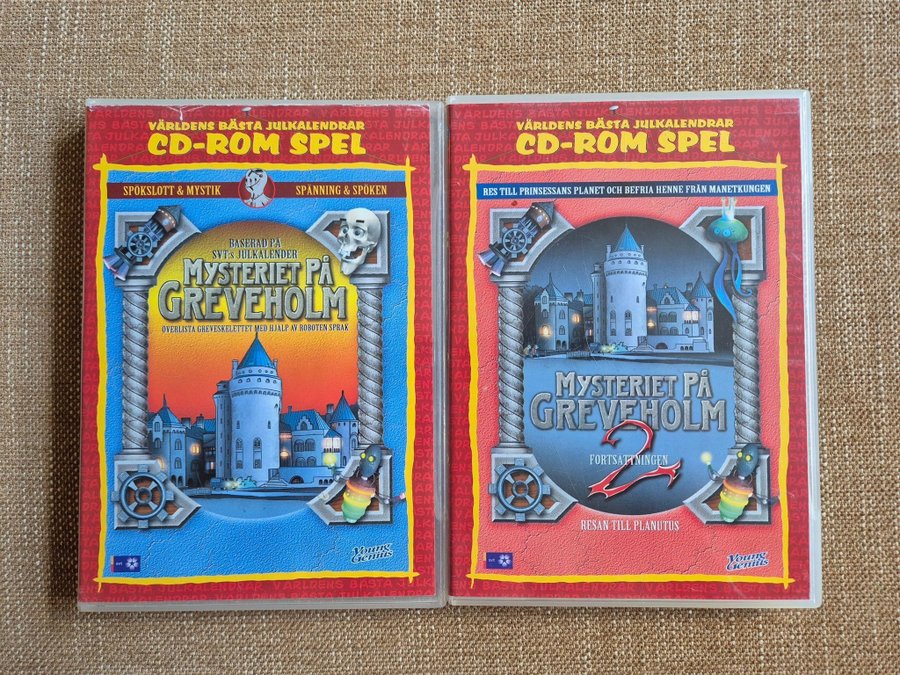 VÄRLDENS BÄSTA JULKALENDRAR
CD-ROM SPEL
SPÖKSLOTT & MYSTIK
SPÄNNING & SPÖKEN
BASERAD PÅ
SVT:s JULKALENDER
MYSTERIET PÅ
GREVEHOLM
ÖVERLISTA GREVESKELETTET MED HJÄLP AV ROBOTEN SPRAK
svt
Young
Genius
VÄRLDENS BÄSTA JULKALENDRAR
CD-ROM SPEL
RES TILL PRINSESSANS PLANET OCH BEFRIA HENNE FRÅN MANETKUNGEN
MYSTERIET PÅ
GREVEHOLM
2
FORTSÄTTNINGEN
RESAN TILL PLANUTUS
svt
Young
Genius